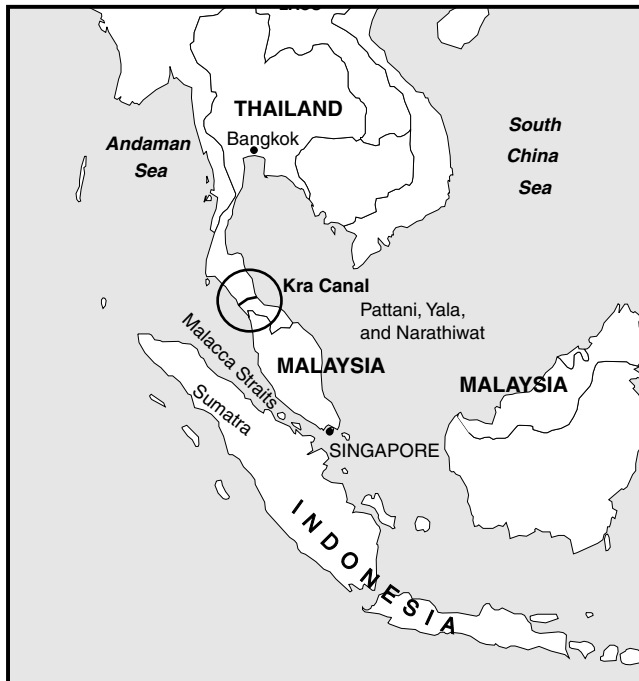 LAOS
THAILAND
Bangkok
Andaman
Sea
South
China
Sea
Kra Canal
Pattani, Yala,
and Narathiwat
Malacca Straits
MALAYSIA
MALAYSIA
Sumatra
SINGAPORE
INDONESIA